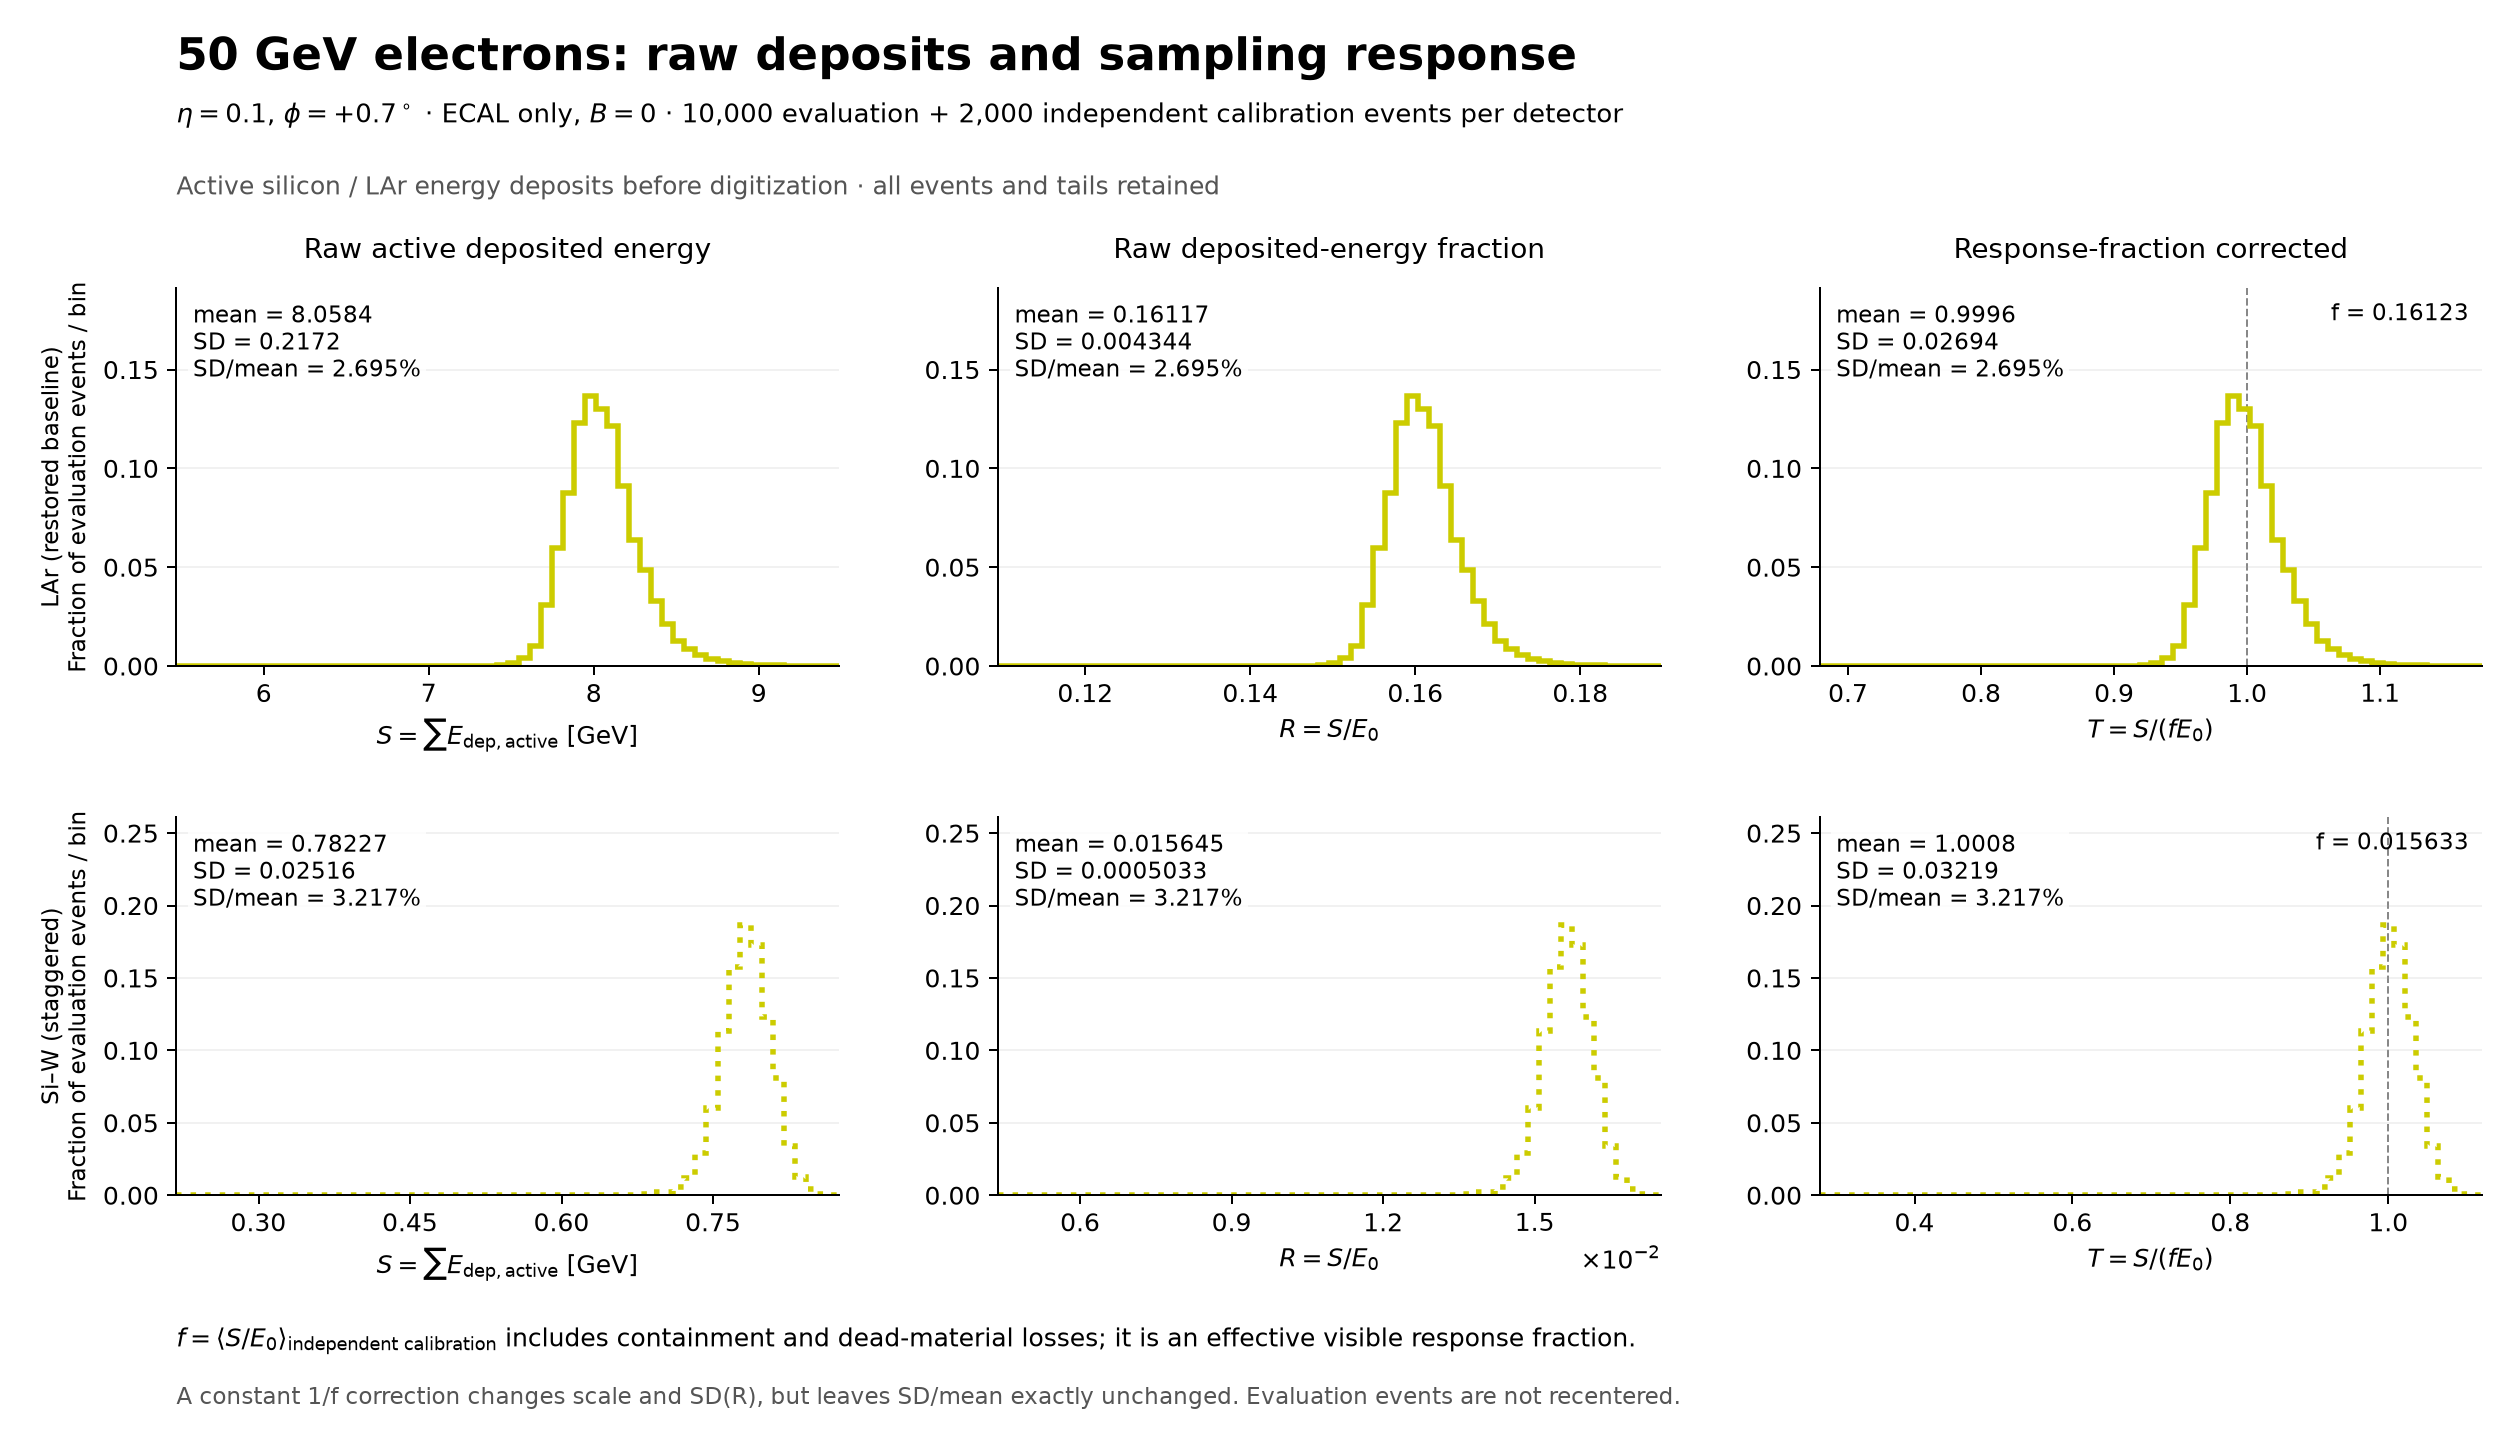 50 GeV electrons: raw deposits and sampling response
η = 0.1, ϕ = +0.7° · ECAL only, B = 0 · 10,000 evaluation + 2,000 independent calibration events per detector
Active silicon / LAr energy deposits before digitization · all events and tails retained
Raw active deposited energy
LAr (restored baseline)
Fraction of evaluation events / bin
mean = 8.0584
SD = 0.2172
SD/mean = 2.695%
0.15
0.10
0.05
0.00
6 7 8 9
S = ∑E_dep, active [GeV]
Raw deposited-energy fraction
mean = 0.16117
SD = 0.004344
SD/mean = 2.695%
0.15
0.10
0.05
0.00
0.12 0.14 0.16 0.18
R = S/E₀
Response-fraction corrected
mean = 0.9996
SD = 0.02694
SD/mean = 2.695%
f = 0.16123
0.15
0.10
0.05
0.00
0.7 0.8 0.9 1.0 1.1
T = S/(fE₀)
Si–W (staggered)
Fraction of evaluation events / bin
mean = 0.78227
SD = 0.02516
SD/mean = 3.217%
0.25
0.20
0.15
0.10
0.05
0.00
0.30 0.45 0.60 0.75
S = ∑E_dep, active [GeV]
mean = 0.015645
SD = 0.0005033
SD/mean = 3.217%
0.25
0.20
0.15
0.10
0.05
0.00
0.6 0.9 1.2 1.5
×10⁻²
R = S/E₀
mean = 1.0008
SD = 0.03219
SD/mean = 3.217%
f = 0.015633
0.25
0.20
0.15
0.10
0.05
0.00
0.4 0.6 0.8 1.0
T = S/(fE₀)
f = ⟨S/E₀⟩_independent calibration includes containment and dead-material losses; it is an effective visible response fraction.
A constant 1/f correction changes scale and SD(R), but leaves SD/mean exactly unchanged. Evaluation events are not recentered.